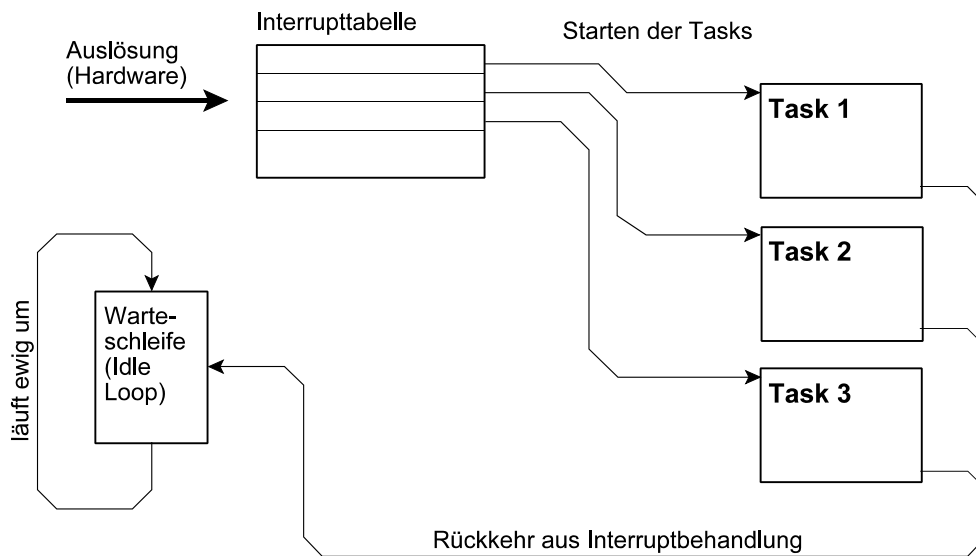 Interrupttabelle
Starten der Tasks
Auslösung
(Hardware)
Task 1
Task 2
Task 3
läuft ewig um
Warte-
schleife
(Idle
Loop)
Rückkehr aus Interruptbehandlung